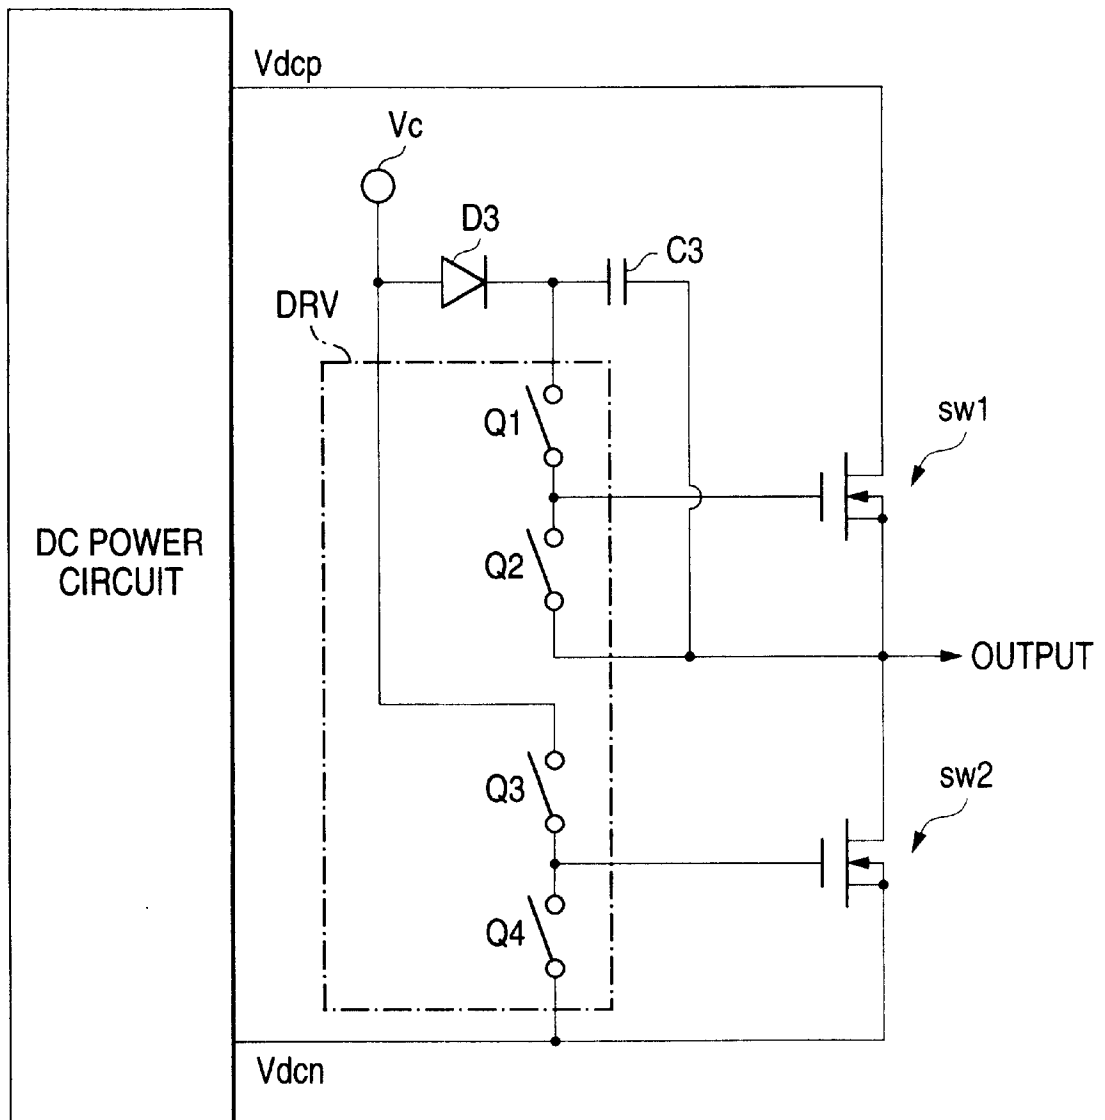 Vdcp
Vc
D3
C3
DRV
Q1
sw1
DC POWER
CIRCUIT
Q2
OUTPUT
Q3
sw2
Q4
Vdcn